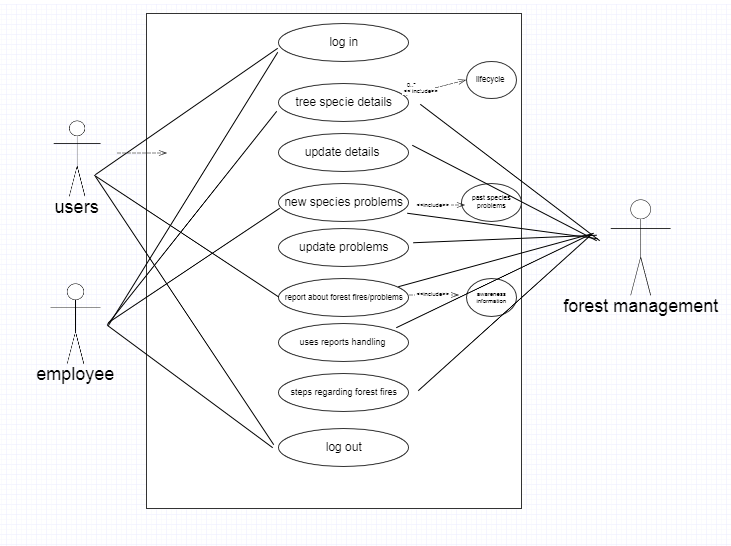 log in
tree specie details
0..*
<< include>>
lifecycle
update details
users
new species problems
<<include>>
past species
problems
update problems
report about forest fires/problems
<<include>>
awareness
information
forest management
uses reports handling
employee
steps regarding forest fires
log out